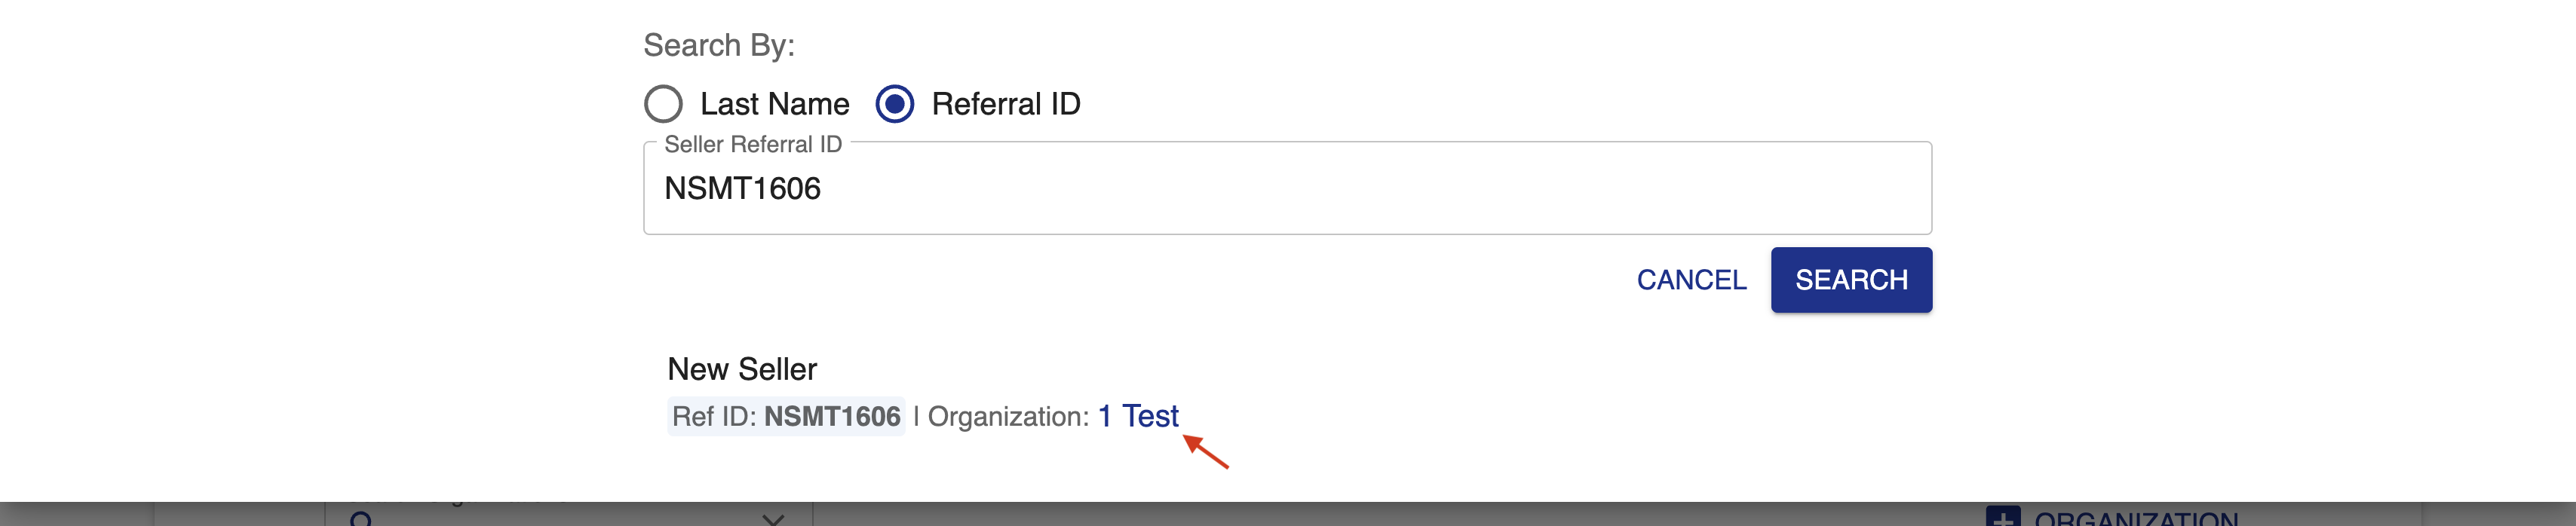 Search By:
Last Name Referral ID
Seller Referral ID
NSMT1606
CANCEL SEARCH
New Seller
Ref ID: NSMT1606 | Organization: 1 Test
ORGANIZATION